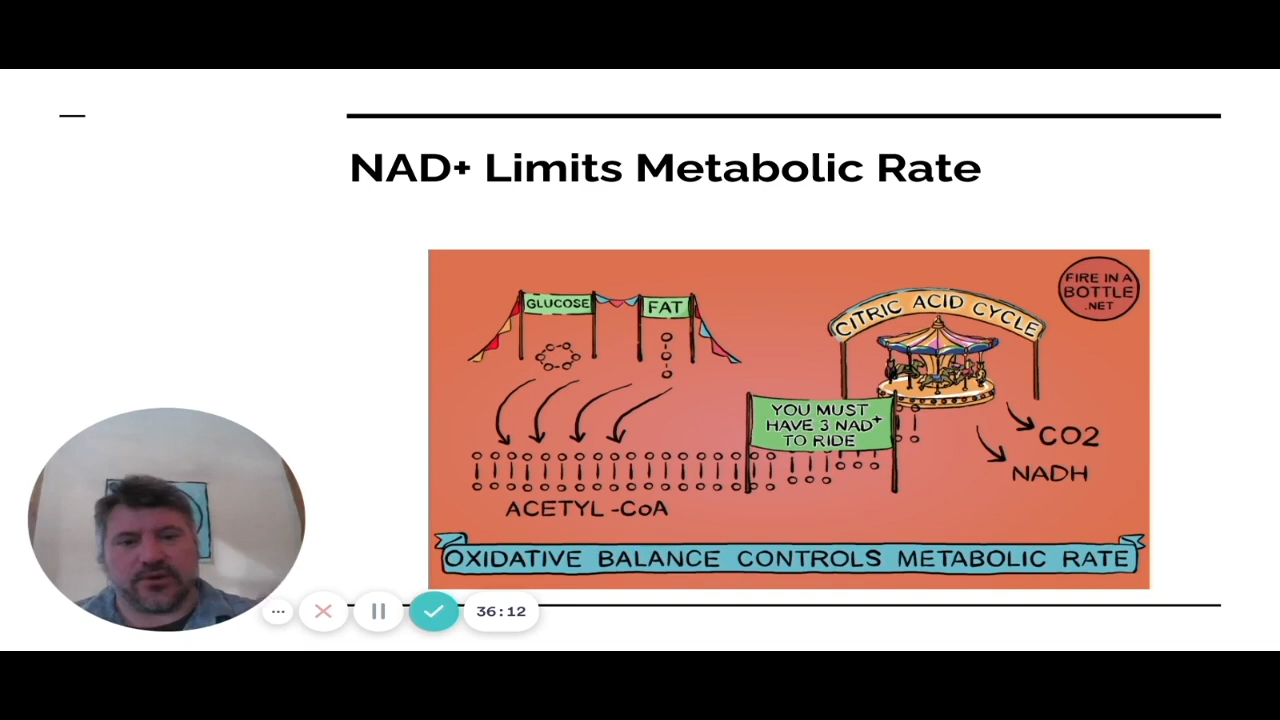 NAD+ Limits Metabolic Rate
FIRE IN A
BOTTLE
.NET
GLUCOSE
FAT
CITRIC ACID CYCLE
YOU MUST
HAVE 3 NAD+
TO RIDE
CO2
NADH
ACETYL-CoA
OXIDATIVE BALANCE CONTROLS METABOLIC RATE
36:12